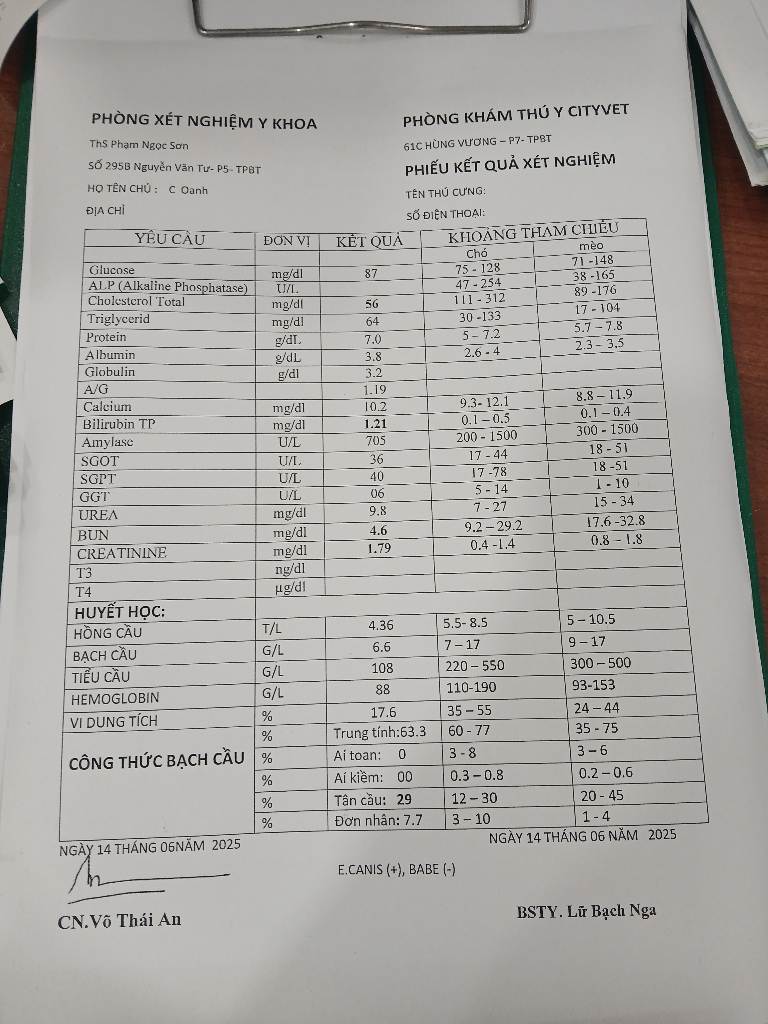 PHÒNG XÉT NGHIỆM Y KHOA
ThS Phạm Ngọc Sơn
SỐ 295B Nguyễn Văn Tư- P5- TPBT
HỌ TÊN CHỦ : C Oanh
ĐỊA CHỈ
PHÒNG KHÁM THÚ Y CITYVET
61C HÙNG VƯƠNG – P7- TPBT
PHIẾU KẾT QUẢ XÉT NGHIỆM
TÊN THÚ CƯNG:
SỐ ĐIỆN THOẠI:
YÊU CẦU ĐƠN VỊ KẾT QUẢ KHOẢNG THAM CHIẾU
Chó mèo
Glucose mg/dl 87 75 - 128 71 -148
ALP (Alkaline Phosphatase) U/L 47 - 254 38 -165
Cholesterol Total mg/dl 56 111 - 312 89 -176
Triglycerid mg/dl 64 30 -133 17 - 104
Protein g/dL 7.0 5 – 7.2 5.7 – 7.8
Albumin g/dL 3.8 2.6 - 4 2.3 – 3.5
Globulin g/dl 3.2
A/G 1.19
Calcium mg/dl 10.2 9.3- 12.1 8.8 – 11.9
Bilirubin TP mg/dl 1.21 0.1 – 0.5 0.1 – 0.4
Amylase U/L 705 200 - 1500 300 - 1500
SGOT U/L 36 17 - 44 18 - 51
SGPT U/L 40 17 -78 18 -51
GGT U/L 06 5 - 14 1 - 10
UREA mg/dl 9.8 7 - 27 15 - 34
BUN mg/dl 4.6 9.2 – 29.2 17.6 -32.8
CREATININE mg/dl 1.79 0.4 -1.4 0.8 – 1.8
T3 ng/dl
T4 µg/dl
HUYẾT HỌC:
HỒNG CẦU T/L 4.36 5.5- 8.5 5 – 10.5
BẠCH CẦU G/L 6.6 7 – 17 9 – 17
TIỂU CẦU G/L 108 220 – 550 300 – 500
HEMOGLOBIN G/L 88 110-190 93-153
VI DUNG TÍCH % 17.6 35 – 55 24 – 44
CÔNG THỨC BẠCH CẦU % Trung tính:63.3 60 - 77 35 - 75
% Aí toan: 0 3 - 8 3 – 6
% Aí kiềm: 00 0.3 – 0.8 0.2 – 0.6
% Tân cầu: 29 12 – 30 20 - 45
% Đơn nhân: 7.7 3 – 10 1 - 4
NGÀY 14 THÁNG 06NĂM 2025
NGÀY 14 THÁNG 06 NĂM 2025
E.CANIS (+), BABE (-)
CN.Võ Thái An
BSTY. Lữ Bạch Nga